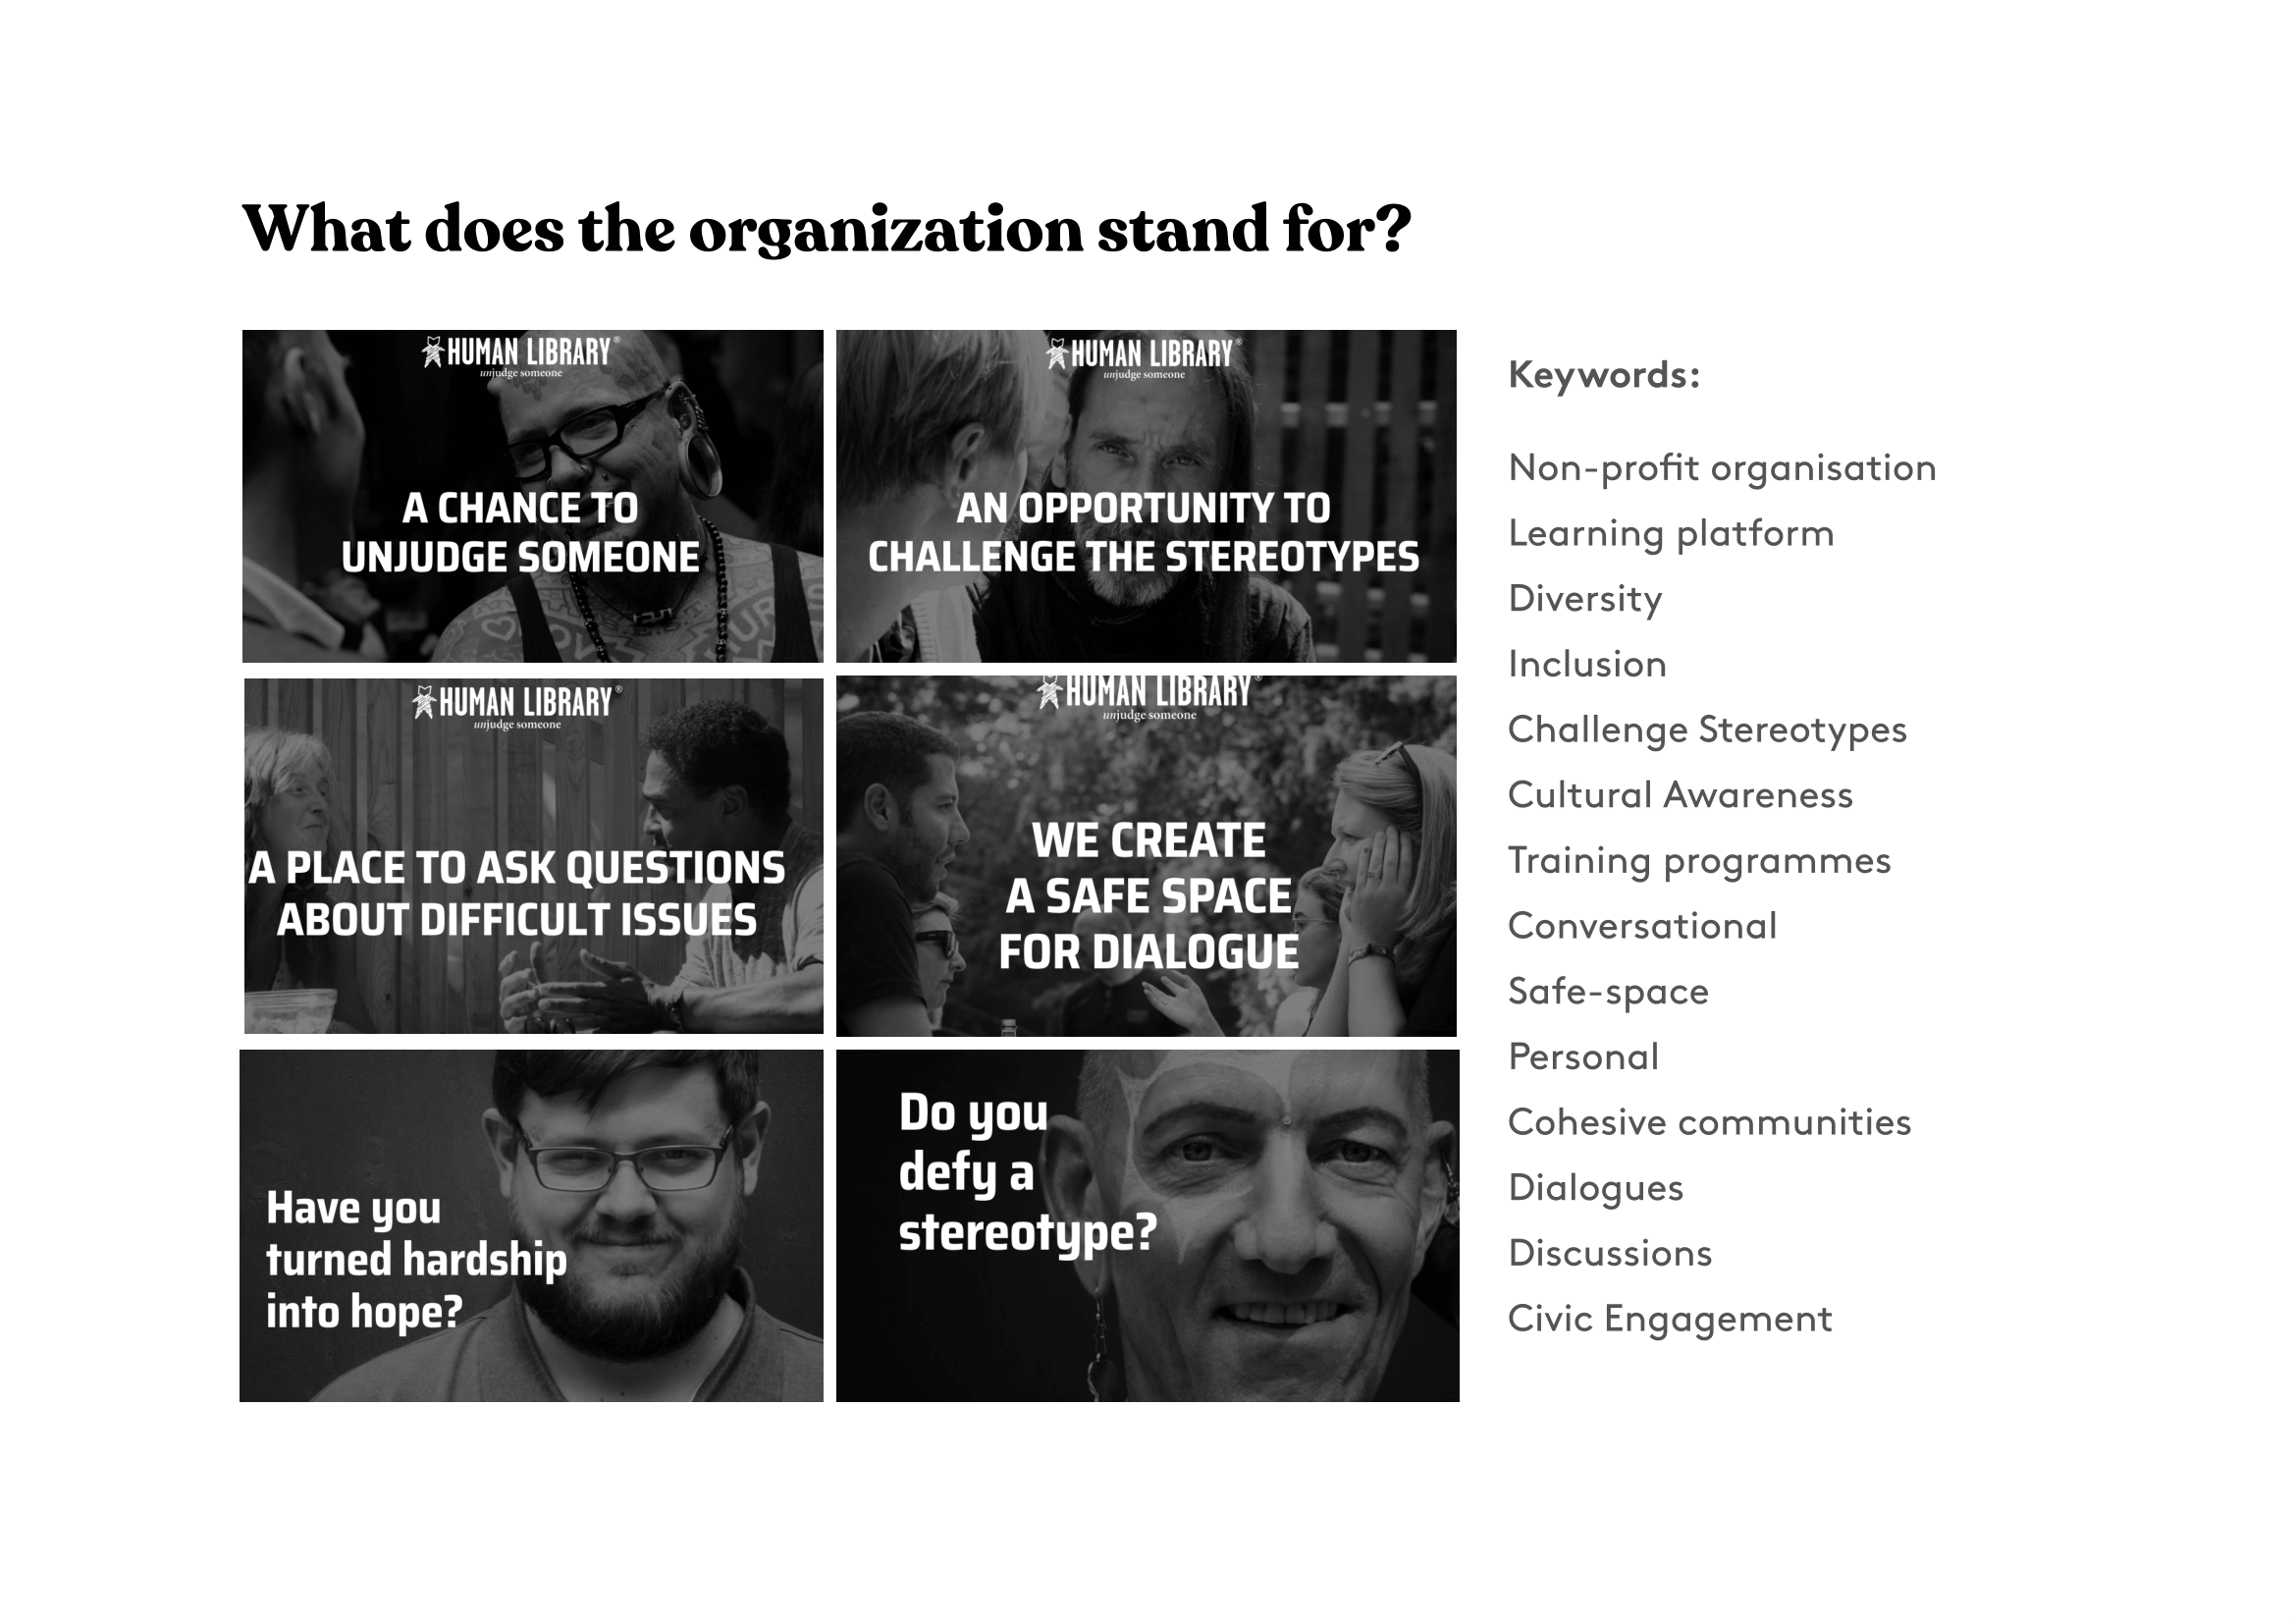 What does the organization stand for?
HUMAN LIBRARY®
unjudge someone
A CHANCE TO
UNJUDGE SOMEONE
HUMAN LIBRARY®
unjudge someone
AN OPPORTUNITY TO
CHALLENGE THE STEREOTYPES
HUMAN LIBRARY®
unjudge someone
A PLACE TO ASK QUESTIONS
ABOUT DIFFICULT ISSUES
HUMAN LIBRARY®
unjudge someone
WE CREATE
A SAFE SPACE
FOR DIALOGUE
Have you
turned hardship
into hope?
Do you
defy a
stereotype?
Keywords:
Non-profit organisation
Learning platform
Diversity
Inclusion
Challenge Stereotypes
Cultural Awareness
Training programmes
Conversational
Safe-space
Personal
Cohesive communities
Dialogues
Discussions
Civic Engagement